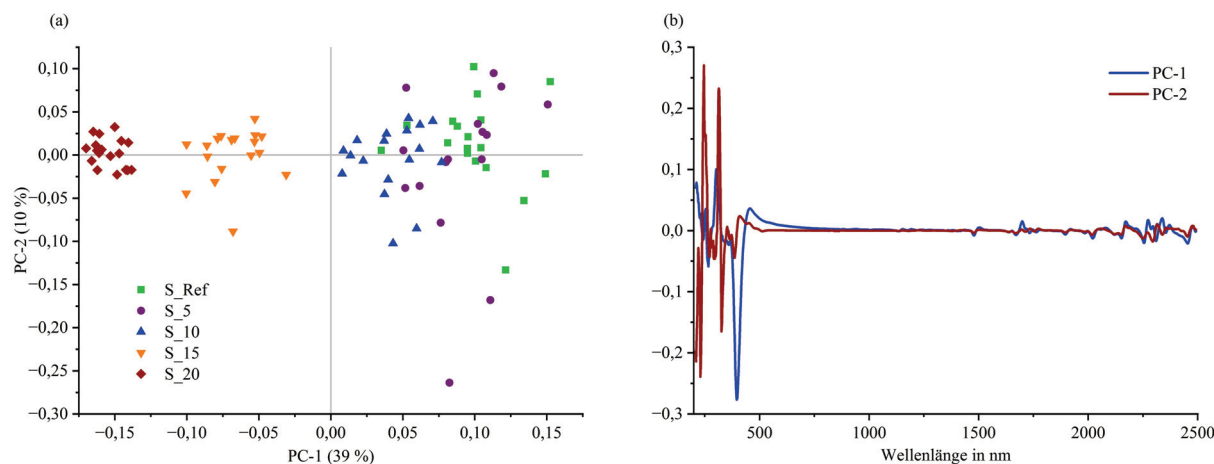 (a)
0,10
0,05
0,00
−0,05
−0,10
−0,15
−0,20
−0,25
−0,30
PC-2 (10 %)
S_Ref
S_5
S_10
S_15
S_20
−0,15
−0,10
−0,05
0,00
0,05
0,10
0,15
PC-1 (39 %)
(b)
0,3
0,2
0,1
0,0
−0,1
−0,2
−0,3
PC-1
PC-2
500
1000
1500
2000
2500
Wellenlänge in nm